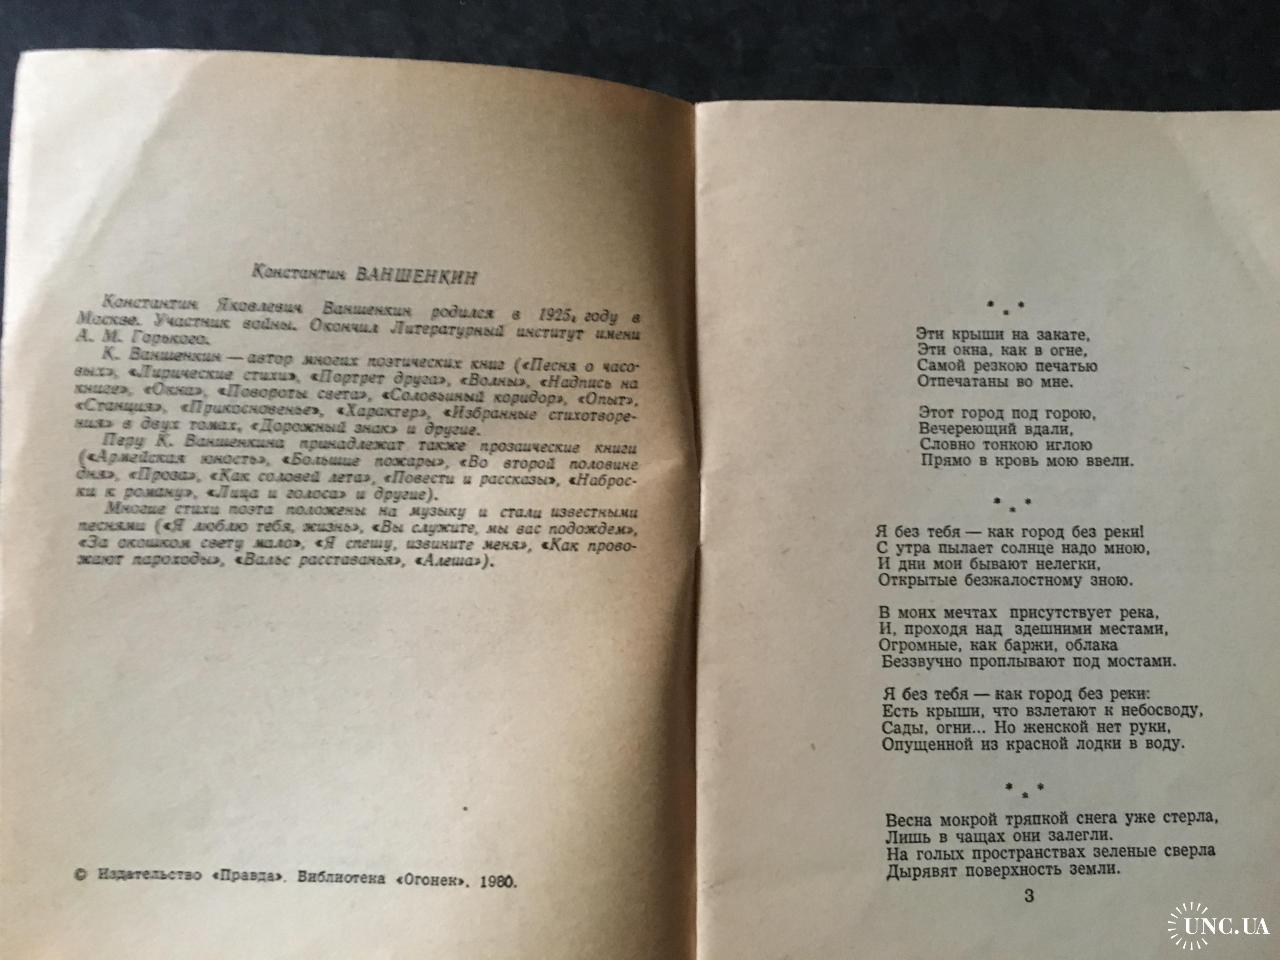 Константин ВАНШЕНКИН
Константин Яковлевич Ваншенкин родился в 1925 году в
Москве. Участник войны. Окончил Литературный институт имени
А. М. Горького.
К. Ваншенкин — автор многих поэтических книг («Песня о часо-
вых», «Лирические стихи», «Портрет друга», «Волны», «Надпись на
книге», «Окна», «Повороты света», «Соловьиный коридор», «Опыт»,
«Станция», «Прикосновенье», «Характер», «Избранные стихотворе-
ния» в двух томах, «Дорожный знак» и другие.
Перу К. Ваншенкина принадлежат также прозаические книги
(«Армейская юность», «Большие пожары», «Во второй половине
дня», «Проза», «Как соловей лета», «Повести и рассказы», «Наброс-
ки к роману», «Лица и голоса» и другие).
Многие стихи поэта положены на музыку и стали известными
песнями («Я люблю тебя, жизнь», «Вы служите, мы вас подождем»,
«За окошком свету мало», «Я спешу, извините меня», «Как прово-
жают пароходы», «Вальс расставанья», «Алеша»).
© Издательство «Правда». Библиотека «Огонек», 1980.
* * *
Эти крыши на закате,
Эти окна, как в огне,
Самой резкою печатью
Отпечатаны во мне.
Этот город под горою,
Вечереющий вдали,
Словно тонкою иглою
Прямо в кровь мою ввели.
* * *
Я без тебя — как город без реки!
С утра пылает солнце надо мною,
И дни мои бывают нелегки,
Открытые безжалостному зною.
В моих мечтах присутствует река,
И, проходя над здешними местами,
Огромные, как баржи, облака
Беззвучно проплывают под мостами.
Я без тебя — как город без реки:
Есть крыши, что взлетают к небосводу,
Сады, огни... Но женской нет руки,
Опущенной из красной лодки в воду.
* * *
Весна мокрой тряпкой снега уже стерла,
Лишь в чащах они залегли.
На голых пространствах зеленые сверла
Дырявят поверхность земли.
3
UNC.UA